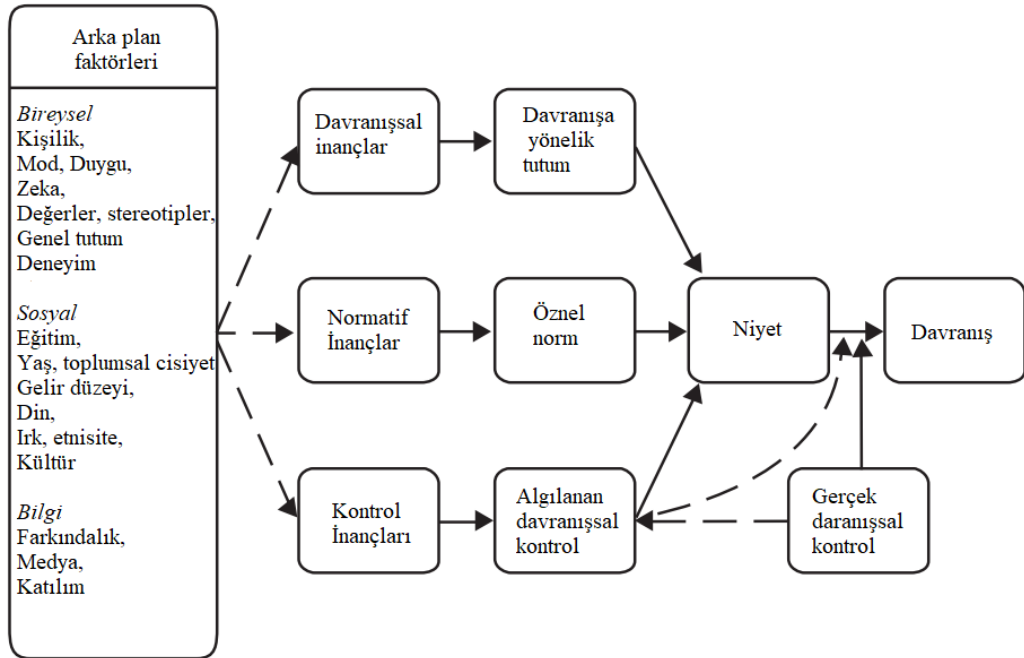 Arka plan
faktörleri
Bireysel
Kişilik,
Mod, Duygu,
Zeka,
Değerler, stereotipler,
Genel tutum
Deneyim
Sosyal
Eğitim,
Yaş, toplumsal cisiyet
Gelir düzeyi,
Din,
Irk, etnisite,
Kültür
Bilgi
Farkındalık,
Medya,
Katılım
Davranışsal
inançlar
Davranışa
yönelik
tutum
Normatif
İnançlar
Öznel
norm
Niyet
Davranış
Kontrol
İnançları
Algılanan
davranışsal
kontrol
Gerçek
daranışsal
kontrol